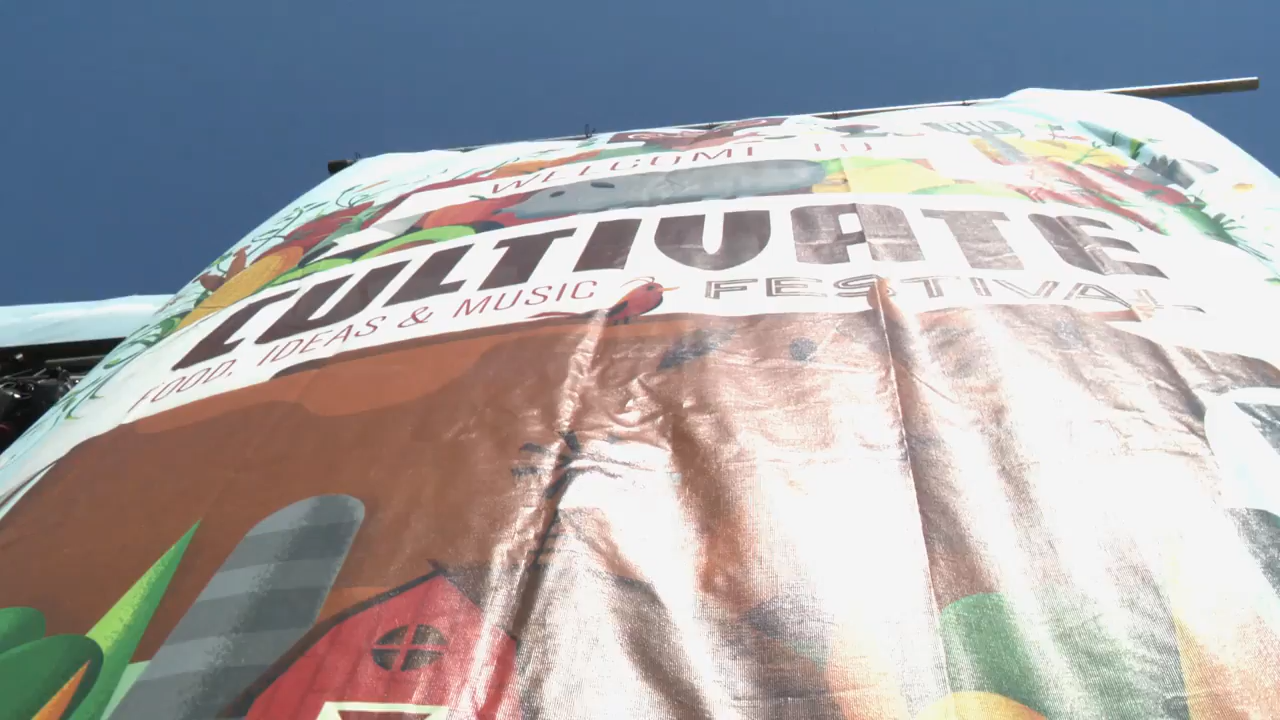 WELCOME TO
CULTIVATE
FESTIVAL
FOOD, IDEAS & MUSIC